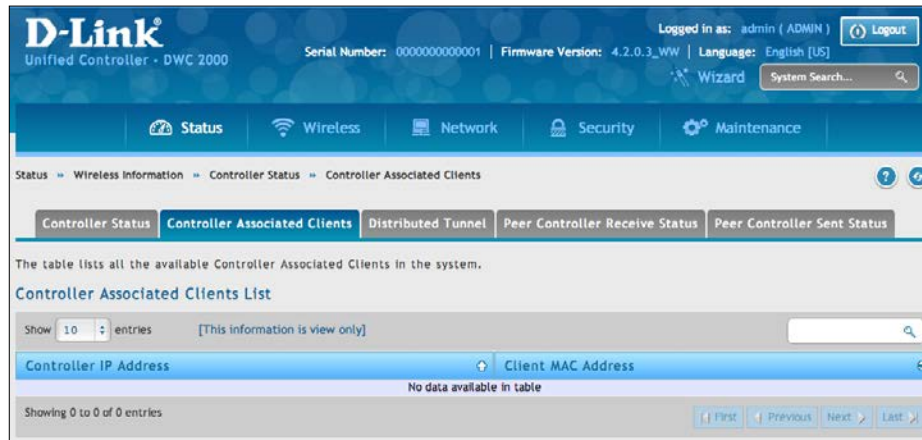 D-Link
Unified Controller - DWC 2000
Logged in as: admin ( ADMIN ) Logout
Serial Number: 0000000000001 | Firmware Version: 4.2.0.3_WW | Language: English [US]
Wizard System Search...
Status Wireless Network Security Maintenance
Status » Wireless Information » Controller Status » Controller Associated Clients
Controller Status Controller Associated Clients Distributed Tunnel Peer Controller Receive Status Peer Controller Sent Status
The table lists all the available Controller Associated Clients in the system.
Controller Associated Clients List
Show 10 entries [This information is view only]
Controller IP Address Client MAC Address
No data available in table
Showing 0 to 0 of 0 entries First Previous Next Last